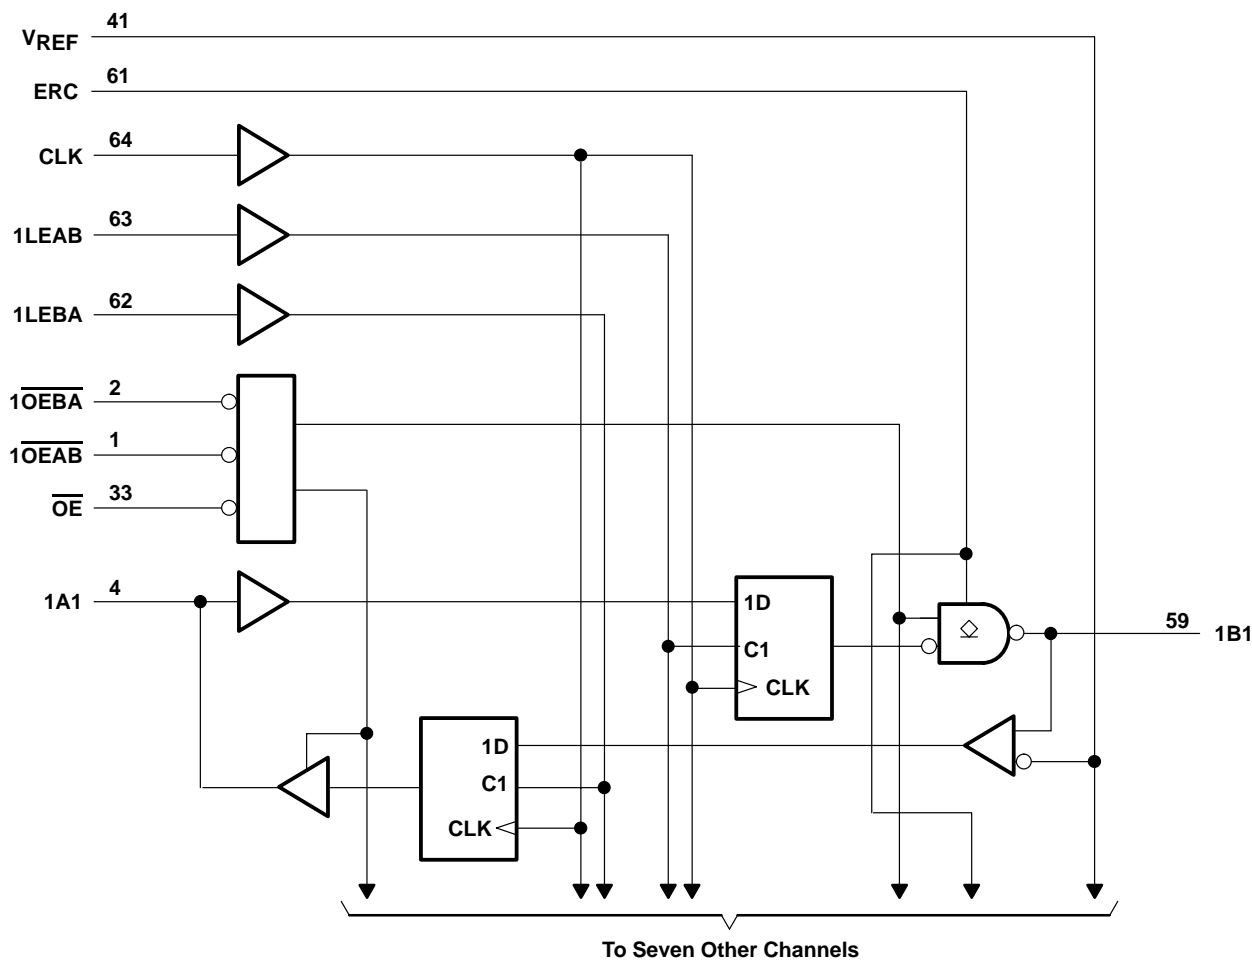 41
VREF
61
ERC
64
CLK
63
1LEAB
62
1LEBA
2
1OEBA
1
1OEAB
33
OE
4
1A1
1D
C1
CLK
59
1B1
1D
C1
CLK
To Seven Other Channels